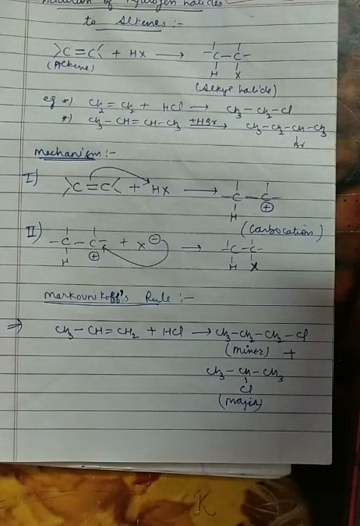 Addition of Hydrogen halides
to Alkenes :-
>C=C< + HX ⟶ -C-C-
(Alkene) H X
(Alkyl halide)
eg *) CH2=CH2 + HCl ⟶ CH3-CH2-Cl
*) CH3-CH=CH-CH3 +HBr⟶ CH3-CH2-CH-CH3
Br
Mechanism :-
I) >C=C< + HX ⟶ -C-C-
H ⊕
(Carbocation)
II) -C-C- + X⊖ ⟶ -C-C-
H ⊕ H X
Markovnikoff's Rule :-
⇒ CH3-CH=CH2 + HCl ⟶ CH3-CH2-CH2-Cl
(minor) +
CH3-CH-CH3
Cl
(major)
K